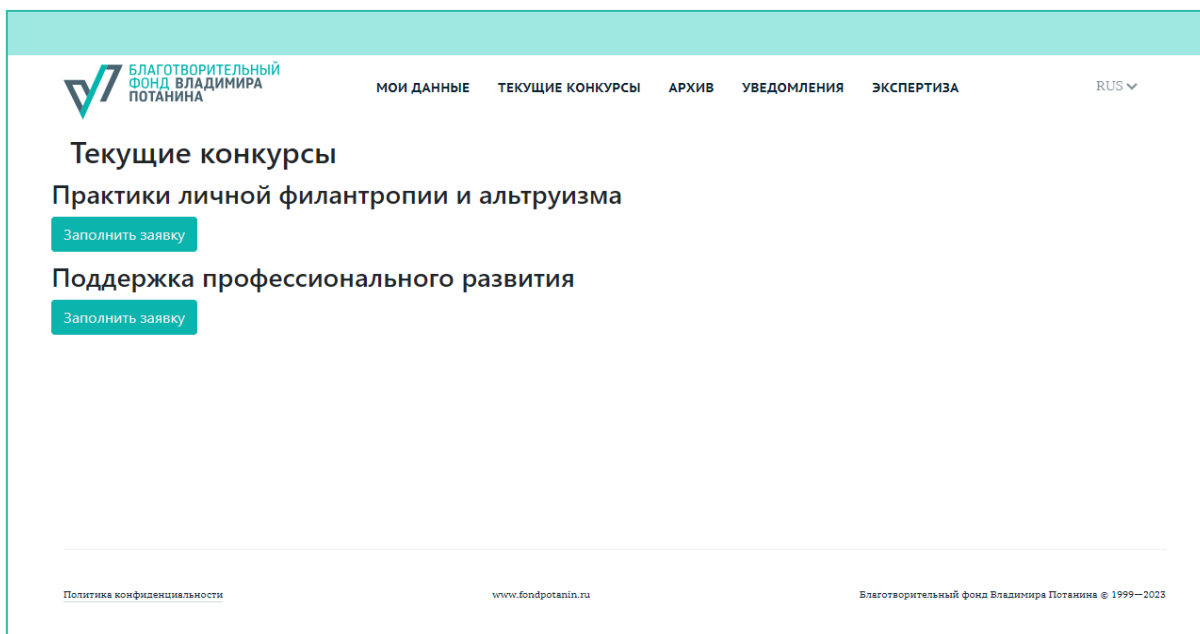 БЛАГОТВОРИТЕЛЬНЫЙ
ФОНД ВЛАДИМИРА
ПОТАНИНА
МОИ ДАННЫЕ ТЕКУЩИЕ КОНКУРСЫ АРХИВ УВЕДОМЛЕНИЯ ЭКСПЕРТИЗА RUS
Текущие конкурсы
Практики личной филантропии и альтруизма
Заполнить заявку
Поддержка профессионального развития
Заполнить заявку
Политика конфиденциальности www.fondpotanin.ru Благотворительный фонд Владимира Потанина © 1999—2023